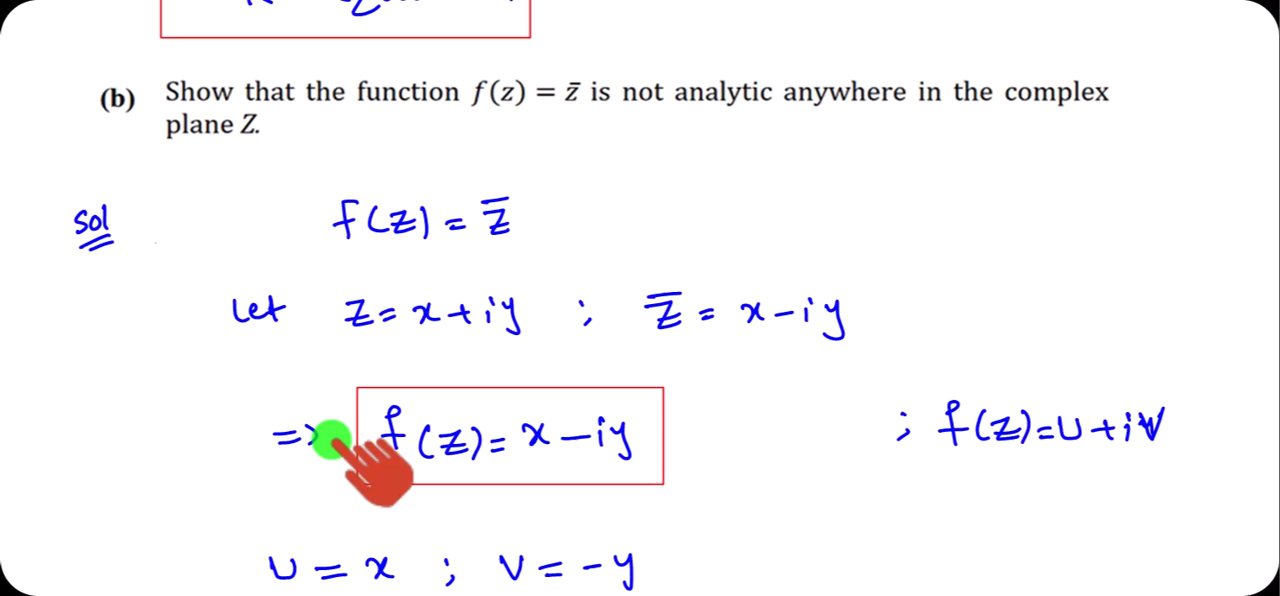 (b) Show that the function f(z) = z̄ is not analytic anywhere in the complex
plane Z.
Sol f(z) = z̄
Let z = x + iy ; z̄ = x - iy
=> f(z) = x - iy ; f(z) = U + iV
U = x ; V = -y